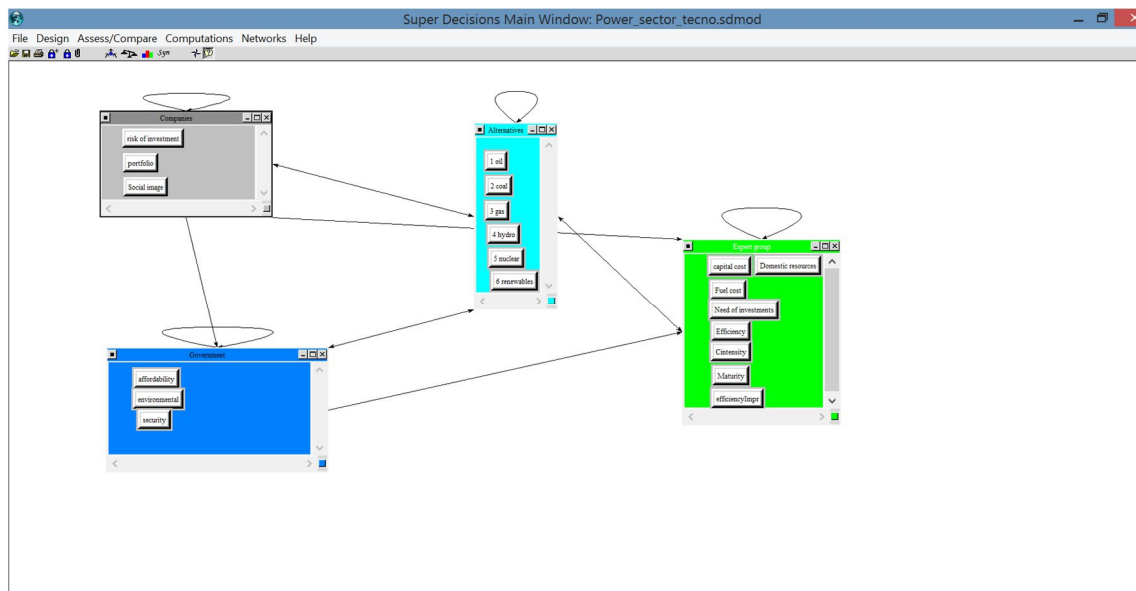 Super Decisions Main Window: Power_sector_tecno.sdmod
File Design Assess/Compare Computations Networks Help
Syn
Companies
risk of investment
portfolio
Social image
Alternatives
1 oil
2 coal
3 gas
4 hydro
5 nuclear
6 renewables
Expert group
capital cost Domestic resources
Fuel cost
Need of investments
Efficiency
Cintensity
Maturity
efficiencyImpr
Government
affordability
environmental
security